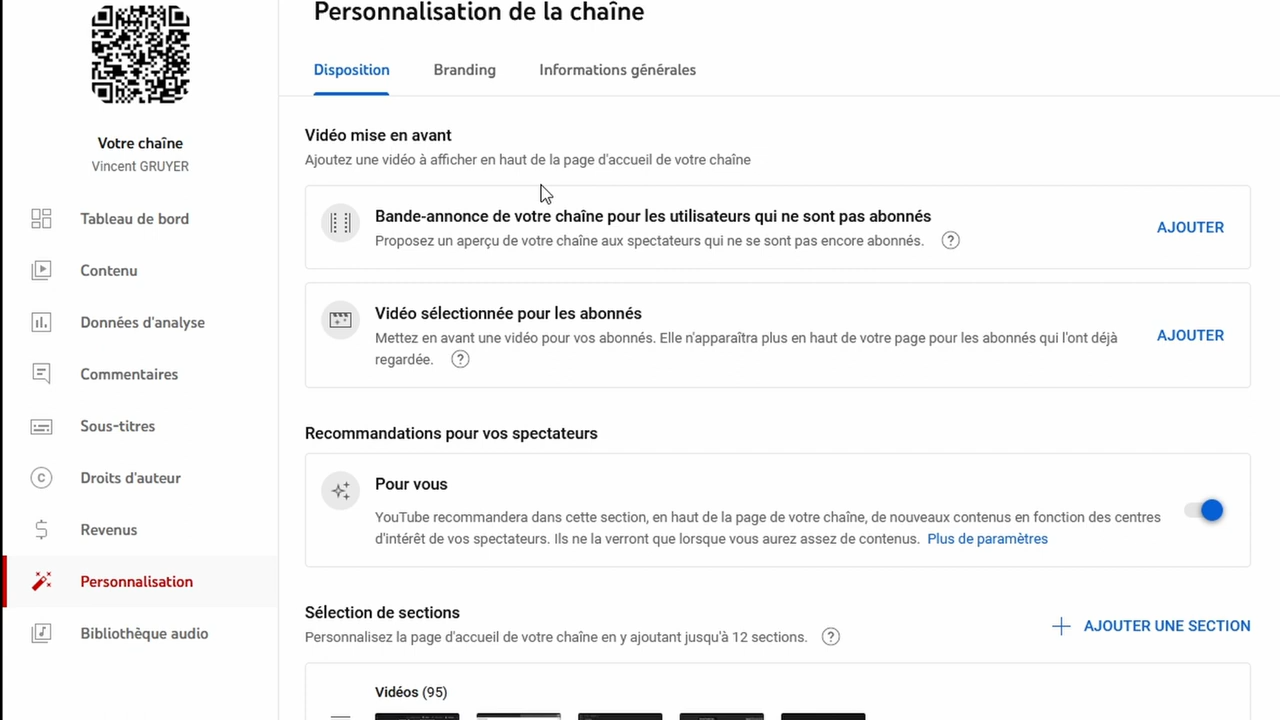 Personnalisation de la chaîne
Disposition
Branding
Informations générales
Votre chaîne
Vincent GRUYER
Tableau de bord
Contenu
Données d'analyse
Commentaires
Sous-titres
Droits d'auteur
Revenus
Personnalisation
Bibliothèque audio
Vidéo mise en avant
Ajoutez une vidéo à afficher en haut de la page d'accueil de votre chaîne
Bande-annonce de votre chaîne pour les utilisateurs qui ne sont pas abonnés
Proposez un aperçu de votre chaîne aux spectateurs qui ne se sont pas encore abonnés.
AJOUTER
Vidéo sélectionnée pour les abonnés
Mettez en avant une vidéo pour vos abonnés. Elle n'apparaîtra plus en haut de votre page pour les abonnés qui l'ont déjà
regardée.
AJOUTER
Recommandations pour vos spectateurs
Pour vous
YouTube recommandera dans cette section, en haut de la page de votre chaîne, de nouveaux contenus en fonction des centres
d'intérêt de vos spectateurs. Ils ne la verront que lorsque vous aurez assez de contenus. Plus de paramètres
Sélection de sections
Personnalisez la page d'accueil de votre chaîne en y ajoutant jusqu'à 12 sections.
AJOUTER UNE SECTION
Vidéos (95)